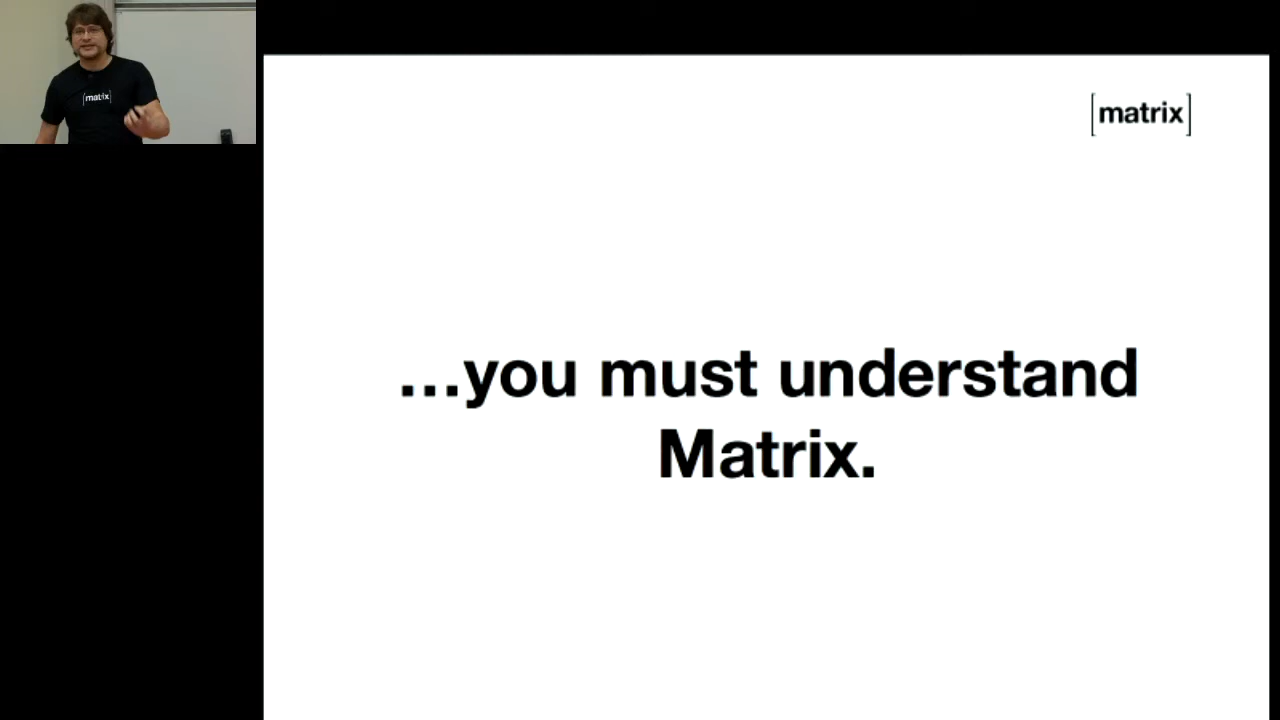 [matrix]
[matrix]
...you must understand
Matrix.